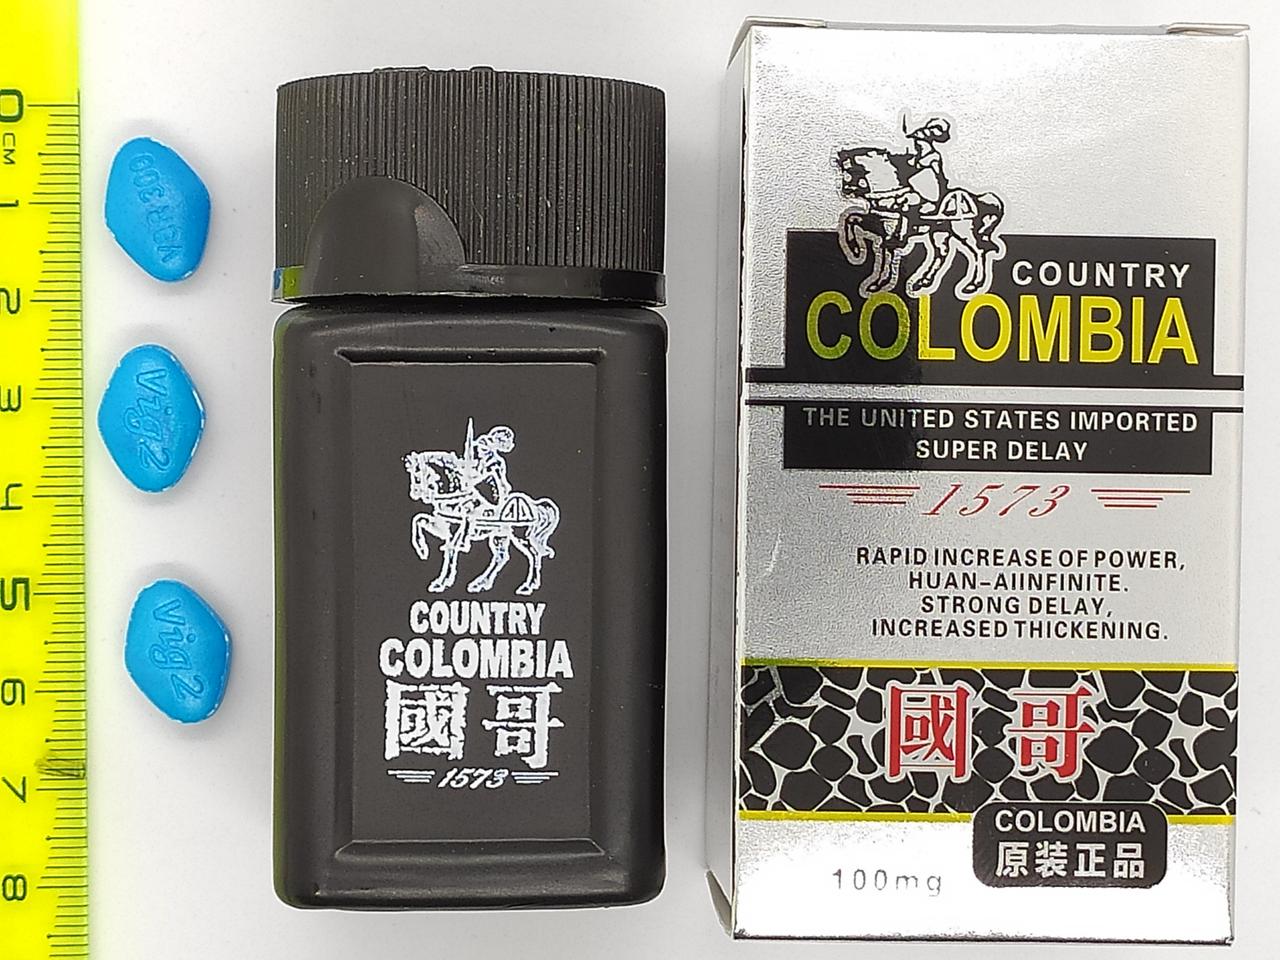 0
CM
1
2
3
4
5
6
7
8
Vig2
Vig2
COUNTRY
COLOMBIA
國哥
1573
COUNTRY
COLOMBIA
THE UNITED STATES IMPORTED
SUPER DELAY
1573
RAPID INCREASE OF POWER,
HUAN-AIINFINITE.
STRONG DELAY,
INCREASED THICKENING.
國哥
COLOMBIA
原装正品
100mg